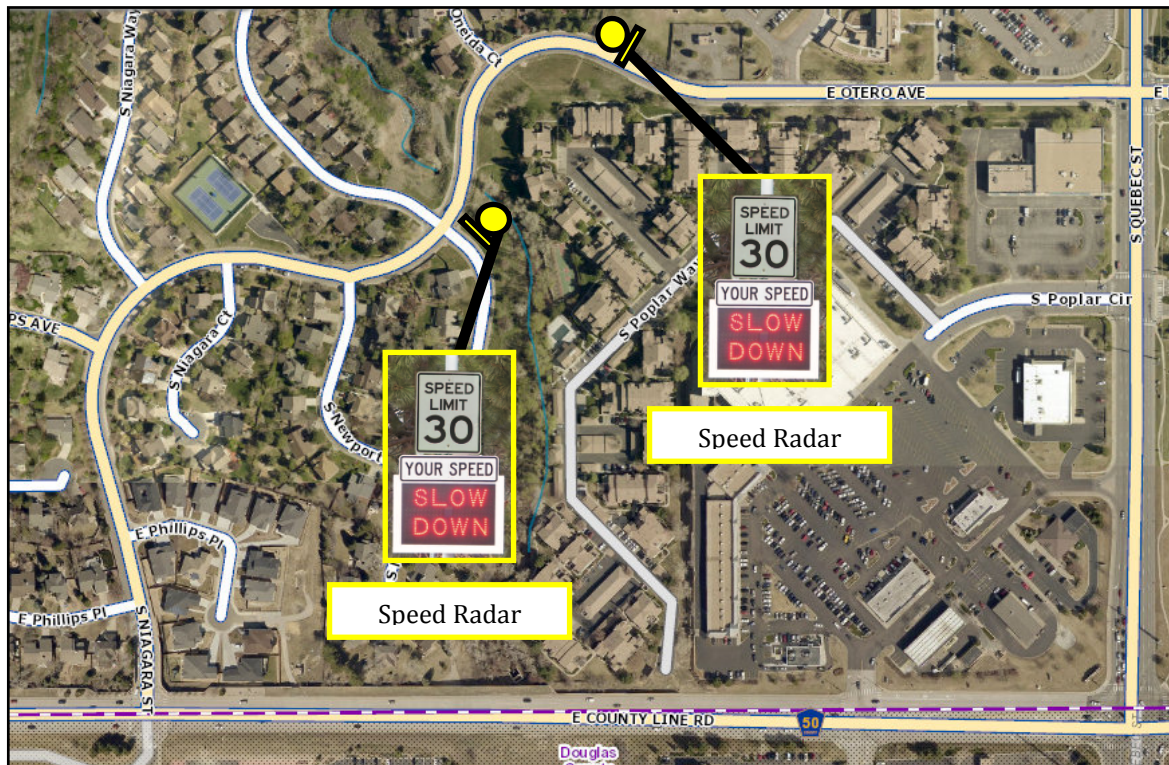 S Niagara Way
Oneida Ct
E OTERO AVE
E
S QUEBEC ST
SPEED
LIMIT
30
YOUR SPEED
SLOW
DOWN
S Poplar Way
S Poplar Cir
PS AVE
S Niagara Ct
S Newport
SPEED
LIMIT
30
YOUR SPEED
SLOW
DOWN
Speed Radar
E Phillips Pl
E Phillips Pl
S NIAGARA ST
Speed Radar
E COUNTY LINE RD
50
Douglas